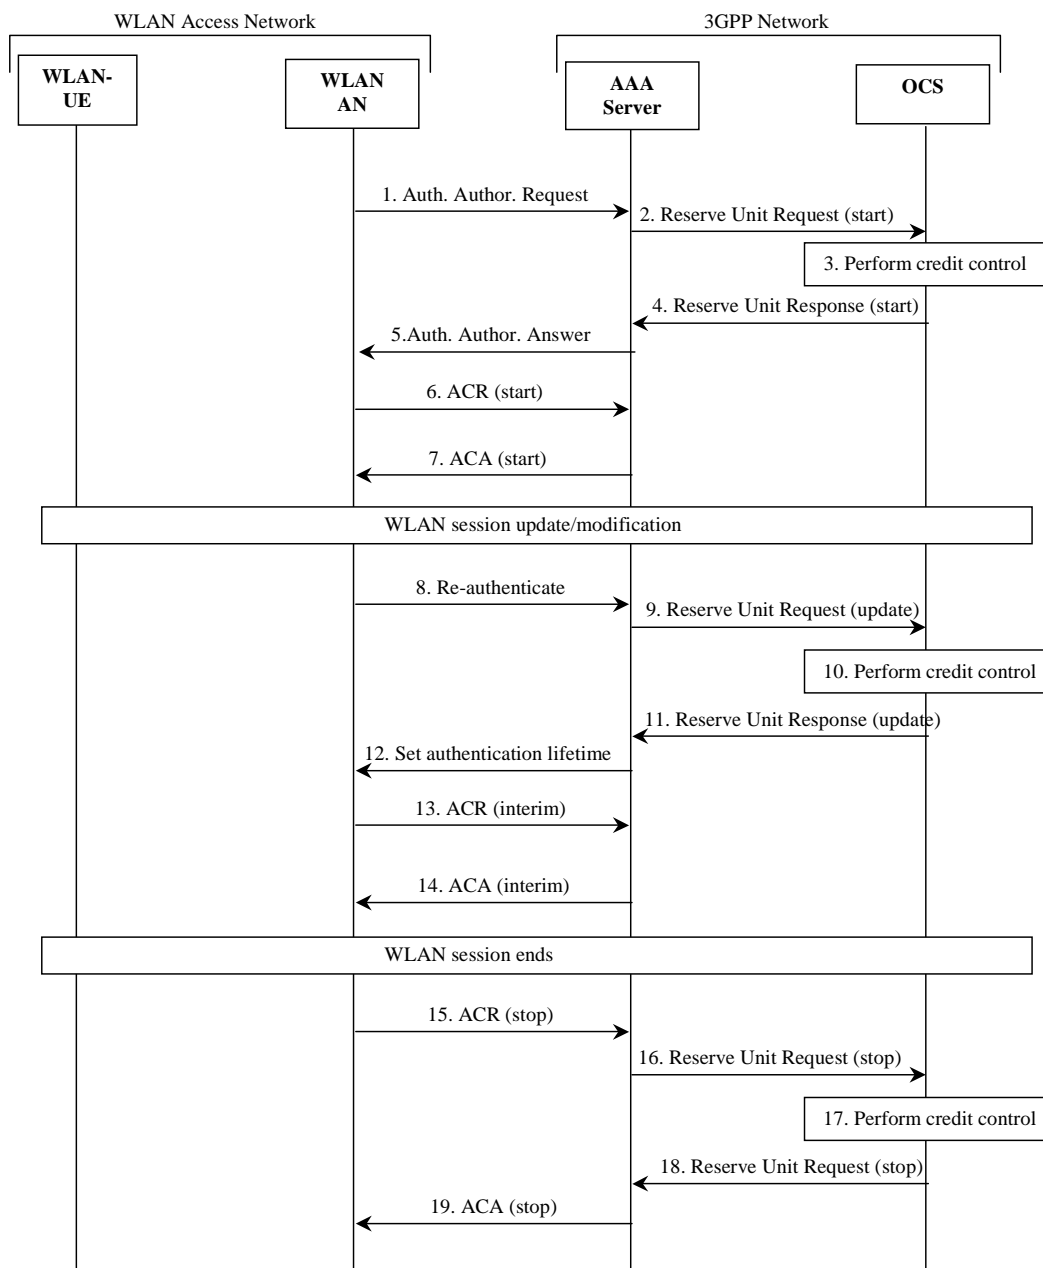 WLAN Access Network
3GPP Network
WLAN-
UE
WLAN
AN
AAA
Server
OCS
1. Auth. Author. Request
2. Reserve Unit Request (start)
3. Perform credit control
4. Reserve Unit Response (start)
5.Auth. Author. Answer
6. ACR (start)
7. ACA (start)
WLAN session update/modification
8. Re-authenticate
9. Reserve Unit Request (update)
10. Perform credit control
11. Reserve Unit Response (update)
12. Set authentication lifetime
13. ACR (interim)
14. ACA (interim)
WLAN session ends
15. ACR (stop)
16. Reserve Unit Request (stop)
17. Perform credit control
18. Reserve Unit Request (stop)
19. ACA (stop)